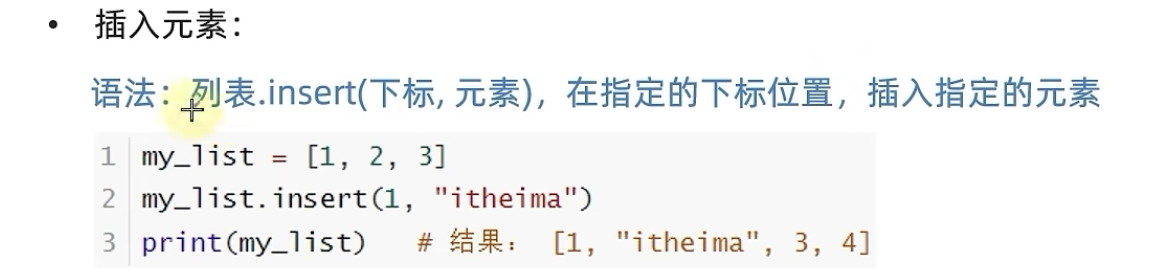 • 插入元素：
语法：列表.insert(下标, 元素)，在指定的下标位置，插入指定的元素
1 my_list = [1, 2, 3]
2 my_list.insert(1, "itheima")
3 print(my_list)   # 结果： [1, "itheima", 3, 4]